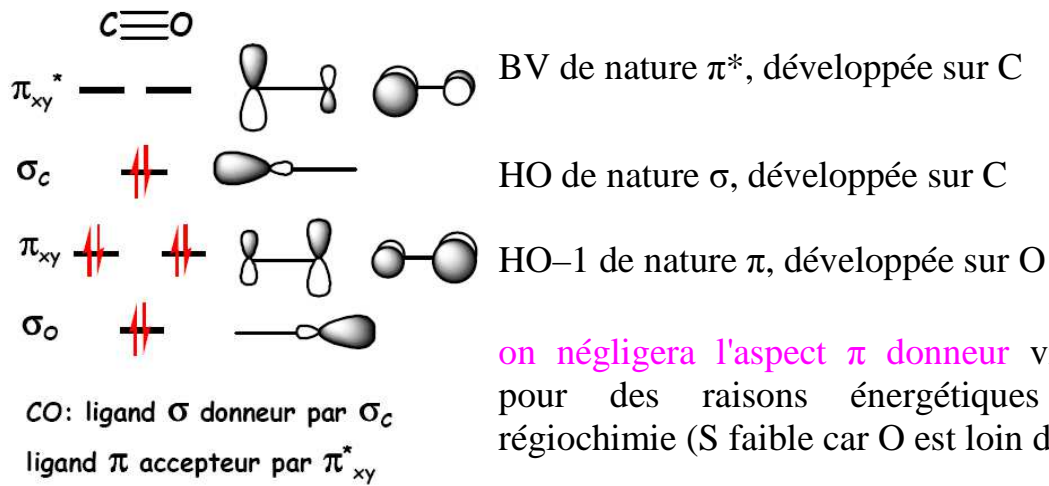 C≡O
π_xy* BV de nature π*, développée sur C
σ_C HO de nature σ, développée sur C
π_xy HO–1 de nature π, développée sur O
σ_O
on négligera l'aspect π donneur
pour des raisons énergétiques
régiochimie (S faible car O est loin
CO: ligand σ donneur par σ_C
ligand π accepteur par π*_xy